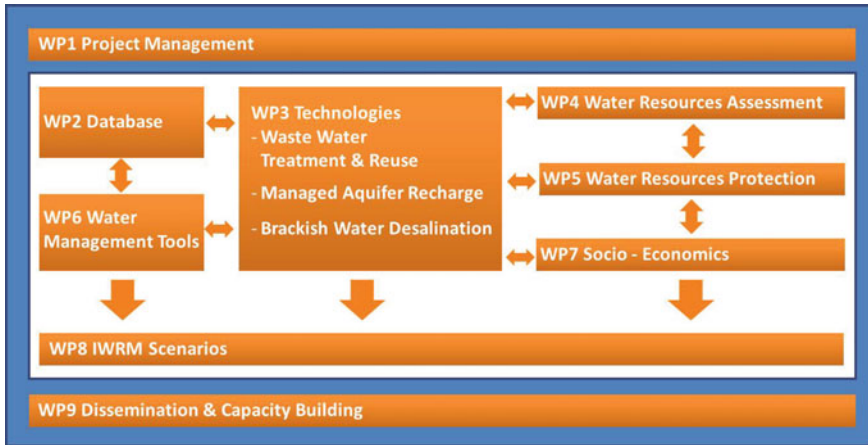 WP1 Project Management
WP2 Database
WP6 Water
Management Tools
WP3 Technologies
- Waste Water
Treatment & Reuse
- Managed Aquifer Recharge
- Brackish Water Desalination
WP4 Water Resources Assessment
WP5 Water Resources Protection
WP7 Socio - Economics
WP8 IWRM Scenarios
WP9 Dissemination & Capacity Building